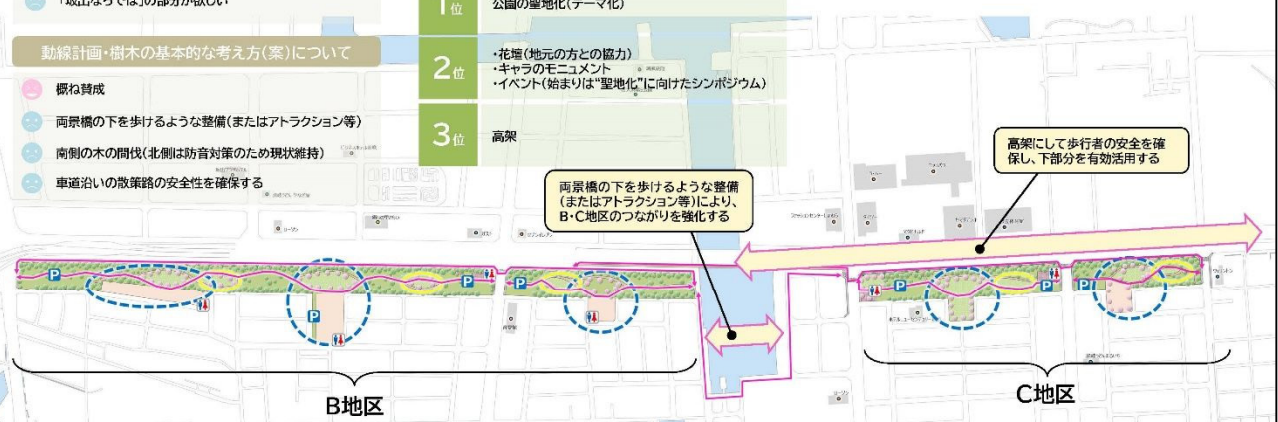 「坂出ならでは」の部分が欲しい
動線計画・樹木の基本的な考え方(案)について
概ね賛成
両景橋の下を歩けるような整備(またはアトラクション等)
南側の木の間伐(北側は防音対策のため現状維持)
車道沿いの散策路の安全性を確保する
1位
公園の聖地化(テーマ化)
2位
・花壇(地元の方との協力)
・キャラのモニュメント
・イベント(始まりは“聖地化”に向けたシンポジウム)
3位
高架
両景橋の下を歩けるような整備
(またはアトラクション等)により、
B・C地区のつながりを強化する
高架にして歩行者の安全を確
保し、下部分を有効活用する
ローソン
P
P
P
P
P
P
P
B地区
C地区
ローソン